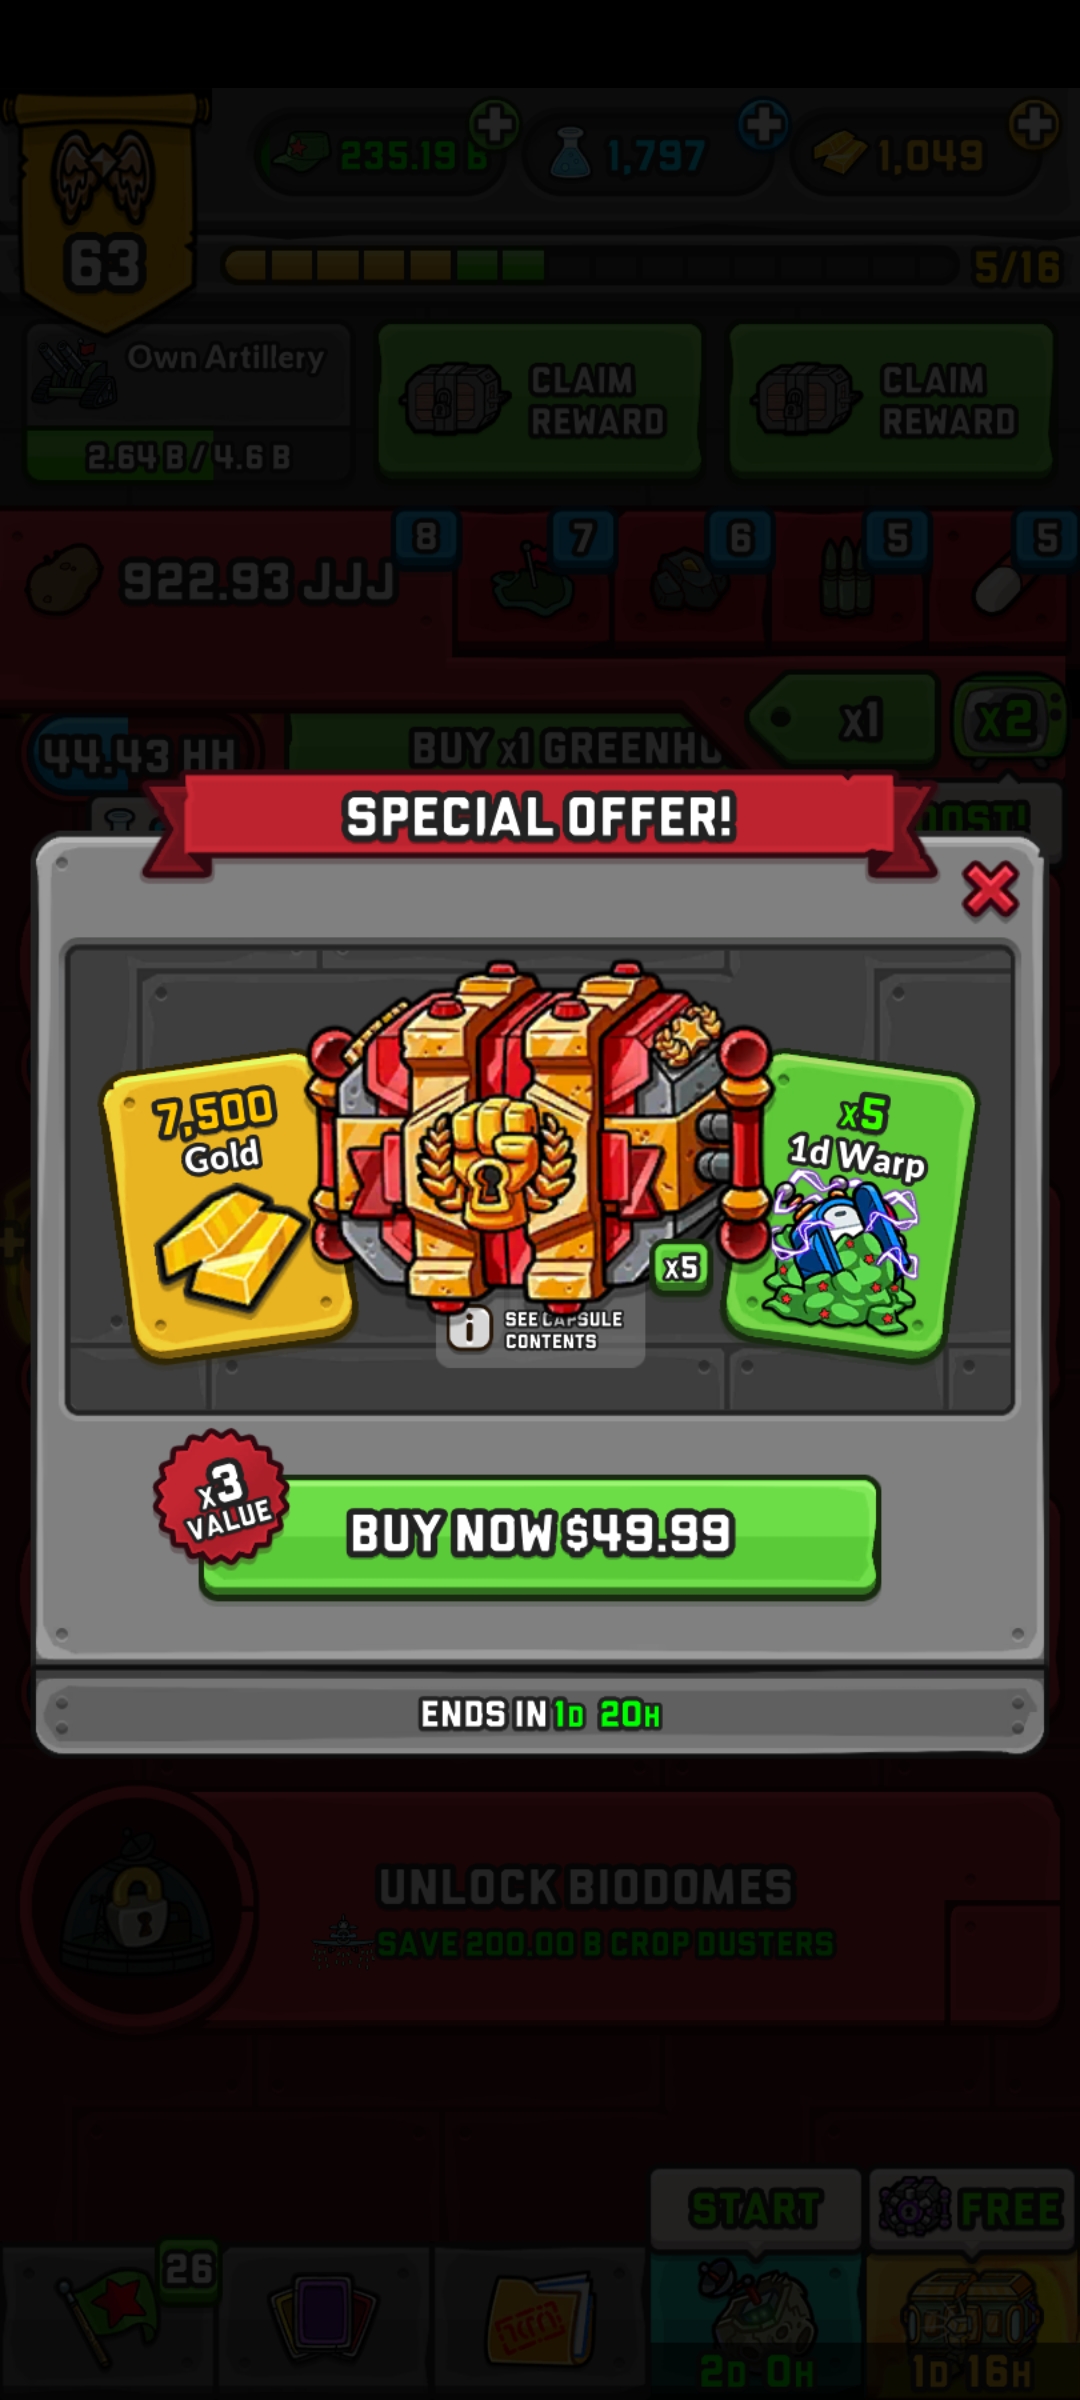 235.19 B
1,797
1,049
63
5/16
Own Artillery
2.64 B / 4.6 B
CLAIM
REWARD
CLAIM
REWARD
922.93 JJJ
8
7
6
5
5
44.43 HH
BUY x1 GREENHO
x1
x2
SPECIAL OFFER!
7,500
Gold
x5
1d Warp
x5
i
SEE CAPSULE
CONTENTS
x3
VALUE
BUY NOW $49.99
ENDS IN 1D 20H
UNLOCK BIODOMES
SAVE 200.00 B CROP DUSTERS
START
FREE
26
2D 0H
1D 16H